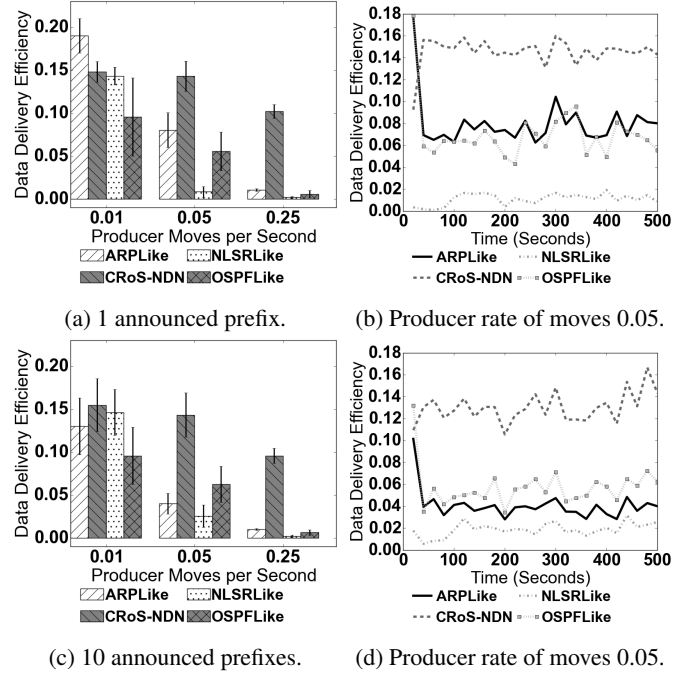 Data Delivery Efficiency
0.20
0.15
0.10
0.05
0.00
0.01 0.05 0.25
Producer Moves per Second
ARPLike NLSRLike
CRoS-NDN OSPFLike
(a) 1 announced prefix.
Data Delivery Efficiency
0.18
0.16
0.14
0.12
0.10
0.08
0.06
0.04
0.02
0.00
0 100 200 300 400 500
Time (Seconds)
ARPLike NLSRLike
CRoS-NDN OSPFLike
(b) Producer rate of moves 0.05.
Data Delivery Efficiency
0.20
0.15
0.10
0.05
0.00
0.01 0.05 0.25
Producer Moves per Second
ARPLike NLSRLike
CRoS-NDN OSPFLike
(c) 10 announced prefixes.
Data Delivery Efficiency
0.18
0.16
0.14
0.12
0.10
0.08
0.06
0.04
0.02
0.00
0 100 200 300 400 500
Time (Seconds)
ARPLike NLSRLike
CRoS-NDN OSPFLike
(d) Producer rate of moves 0.05.